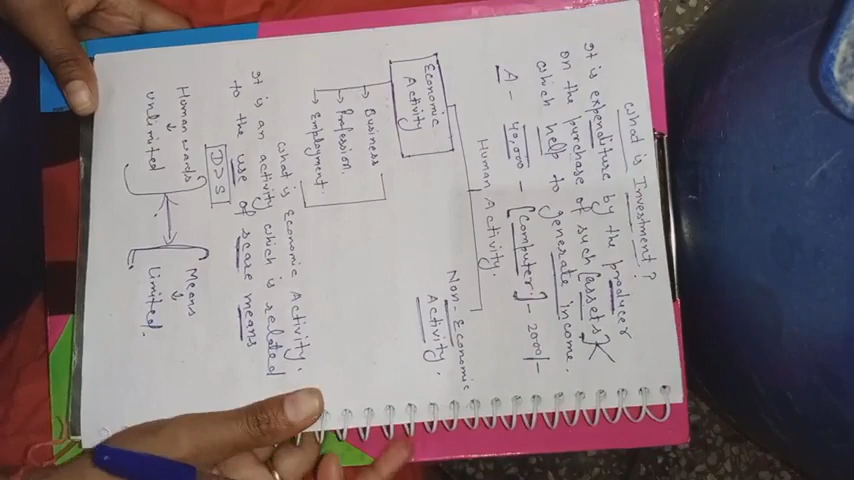 What is Investment?
It is expenditure by the producer
on the purchase of such [assets]
which help to generate income.
A - 40,000 - [Computer] - 2000/-
Human Activity.
Economic
Activity
Non-Economic
Activity.
→ Business
→ Profession.
→ Employment.
What is Economic Activity.
It is an activity which is related
to the use of scare means
D>S
Human wants
↓
unlimited
Means
↓
Limited.